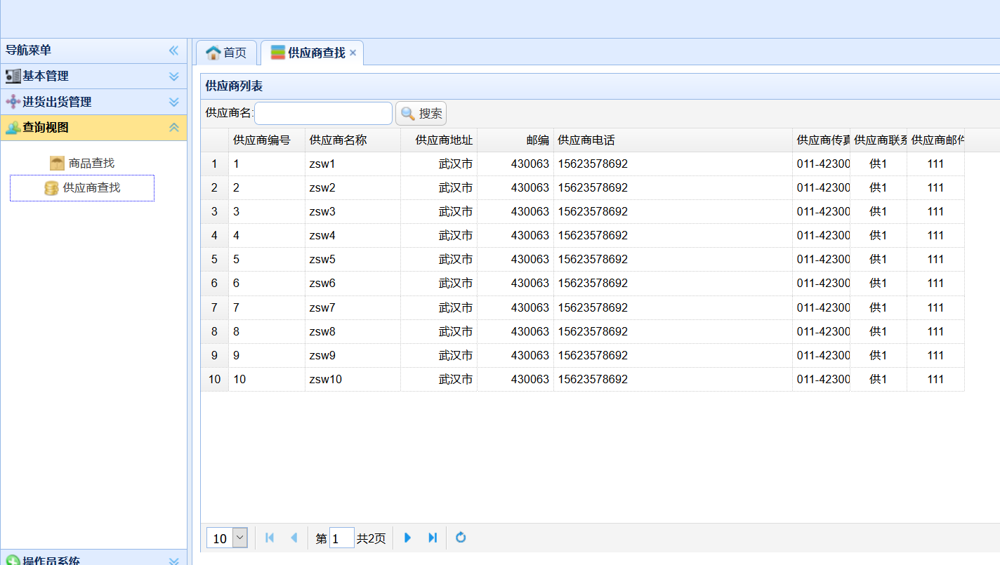 导航菜单
基本管理
进货出货管理
查询视图
商品查找
供应商查找
操作员系统
首页 供应商查找
供应商列表
供应商名: 搜索
供应商编号 供应商名称 供应商地址 邮编 供应商电话 供应商传真 供应商联系 供应商邮件
1 1 zsw1 武汉市 430063 15623578692 011-42300 供1 111
2 2 zsw2 武汉市 430063 15623578692 011-42300 供1 111
3 3 zsw3 武汉市 430063 15623578692 011-42300 供1 111
4 4 zsw4 武汉市 430063 15623578692 011-42300 供1 111
5 5 zsw5 武汉市 430063 15623578692 011-42300 供1 111
6 6 zsw6 武汉市 430063 15623578692 011-42300 供1 111
7 7 zsw7 武汉市 430063 15623578692 011-42300 供1 111
8 8 zsw8 武汉市 430063 15623578692 011-42300 供1 111
9 9 zsw9 武汉市 430063 15623578692 011-42300 供1 111
10 10 zsw10 武汉市 430063 15623578692 011-42300 供1 111
10 第 1 共2页